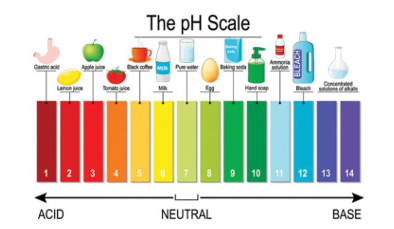 The pH Scale
Gastric acid
Lemon juice
Apple juice
Tomato juice
Black coffee
Milk
MILK
Pure water
Egg
Baking soda
Baking
soda
Hand soap
Ammonia
solution
BLEACH
Bleach
Concentrated
solutions of alkalis
1 2 3 4 5 6 7 8 9 10 11 12 13 14
ACID NEUTRAL BASE